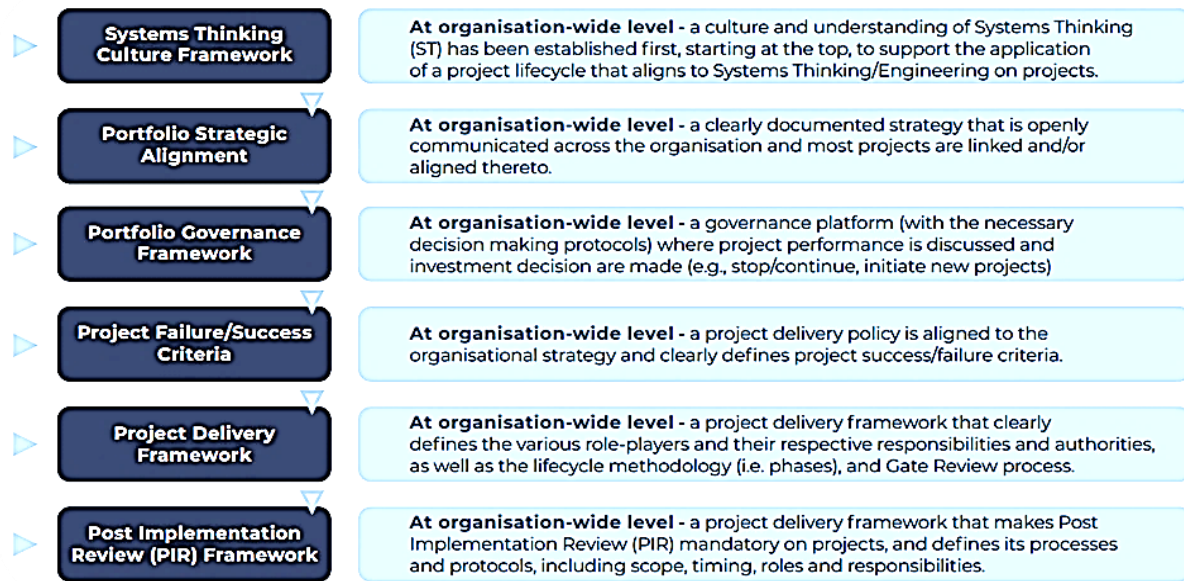 Systems Thinking
Culture Framework
At organisation-wide level - a culture and understanding of Systems Thinking
(ST) has been established first, starting at the top, to support the application
of a project lifecycle that aligns to Systems Thinking/Engineering on projects.
Portfolio Strategic
Alignment
At organisation-wide level - a clearly documented strategy that is openly
communicated across the organisation and most projects are linked and/or
aligned thereto.
Portfolio Governance
Framework
At organisation-wide level - a governance platform (with the necessary
decision making protocols) where project performance is discussed and
investment decision are made (e.g., stop/continue, initiate new projects)
Project Failure/Success
Criteria
At organisation-wide level - a project delivery policy is aligned to the
organisational strategy and clearly defines project success/failure criteria.
Project Delivery
Framework
At organisation-wide level - a project delivery framework that clearly
defines the various role-players and their respective responsibilities and authorities,
as well as the lifecycle methodology (i.e. phases), and Gate Review process.
Post Implementation
Review (PIR) Framework
At organisation-wide level - a project delivery framework that makes Post
Implementation Review (PIR) mandatory on projects, and defines its processes
and protocols, including scope, timing, roles and responsibilities.